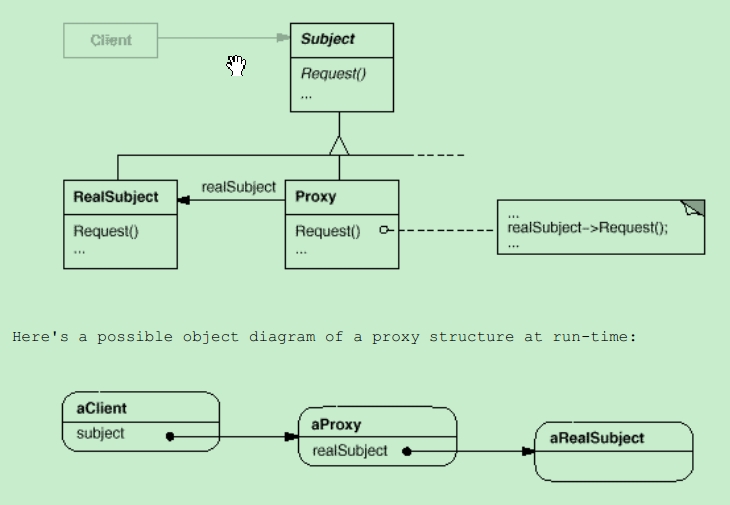 Client
Subject
Request()
...
realSubject
RealSubject
Request()
...
Proxy
Request()
...
...
realSubject->Request();
...
Here's a possible object diagram of a proxy structure at run-time:
aClient
subject
aProxy
realSubject
aRealSubject